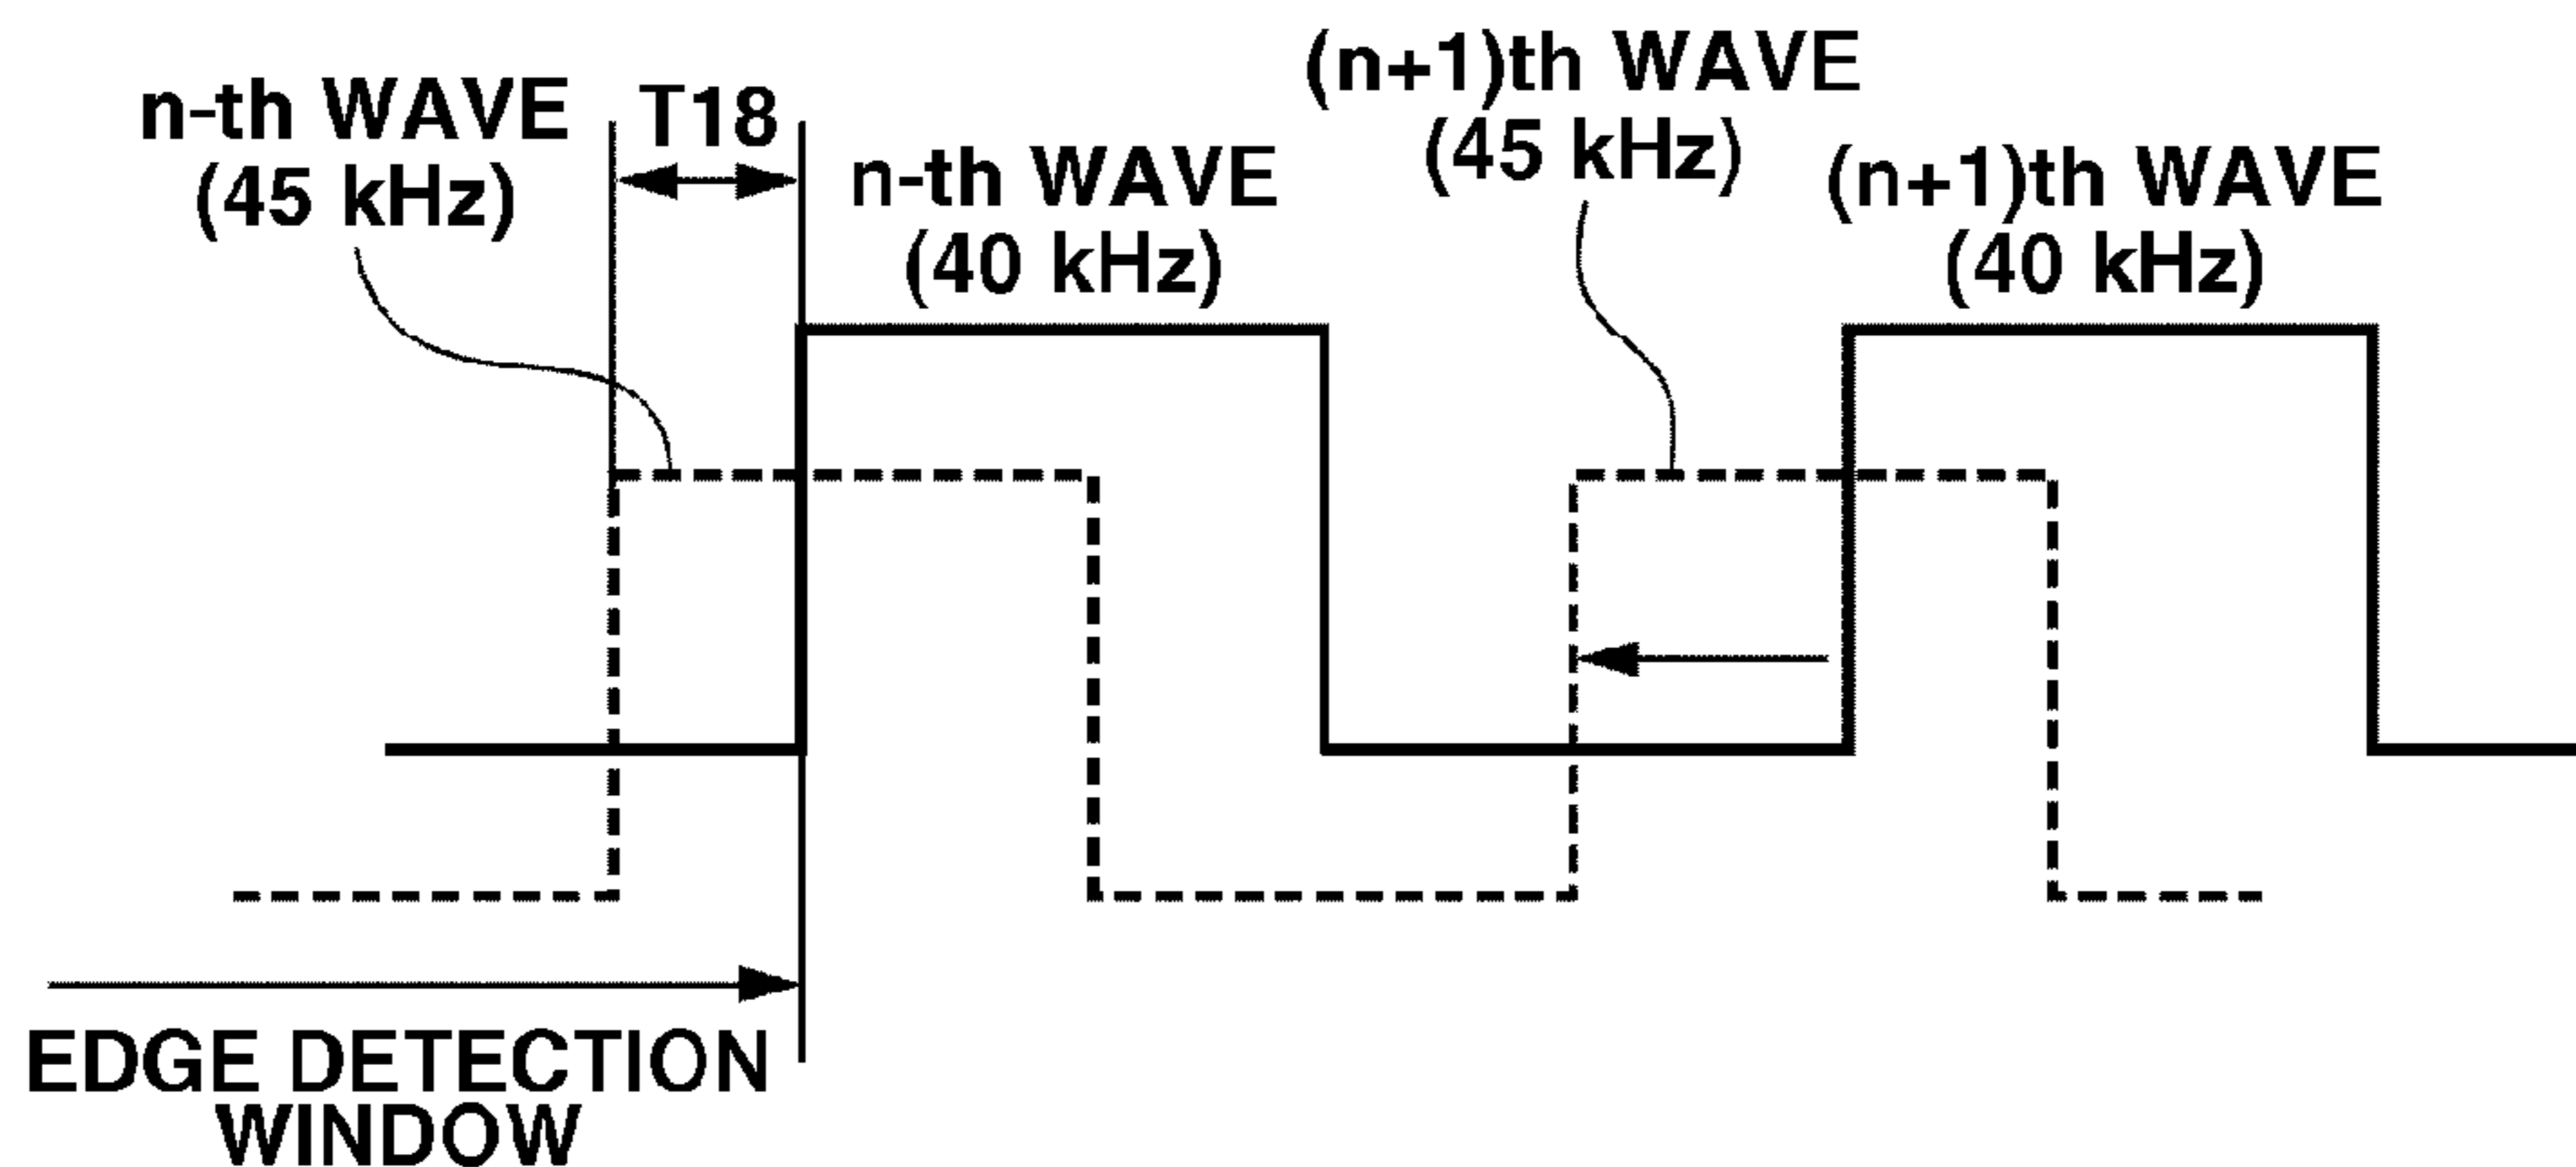 n-th WAVE
(45 kHz)
T18
n-th WAVE
(40 kHz)
(n+1)th WAVE
(45 kHz)
(n+1)th WAVE
(40 kHz)
EDGE DETECTION
WINDOW